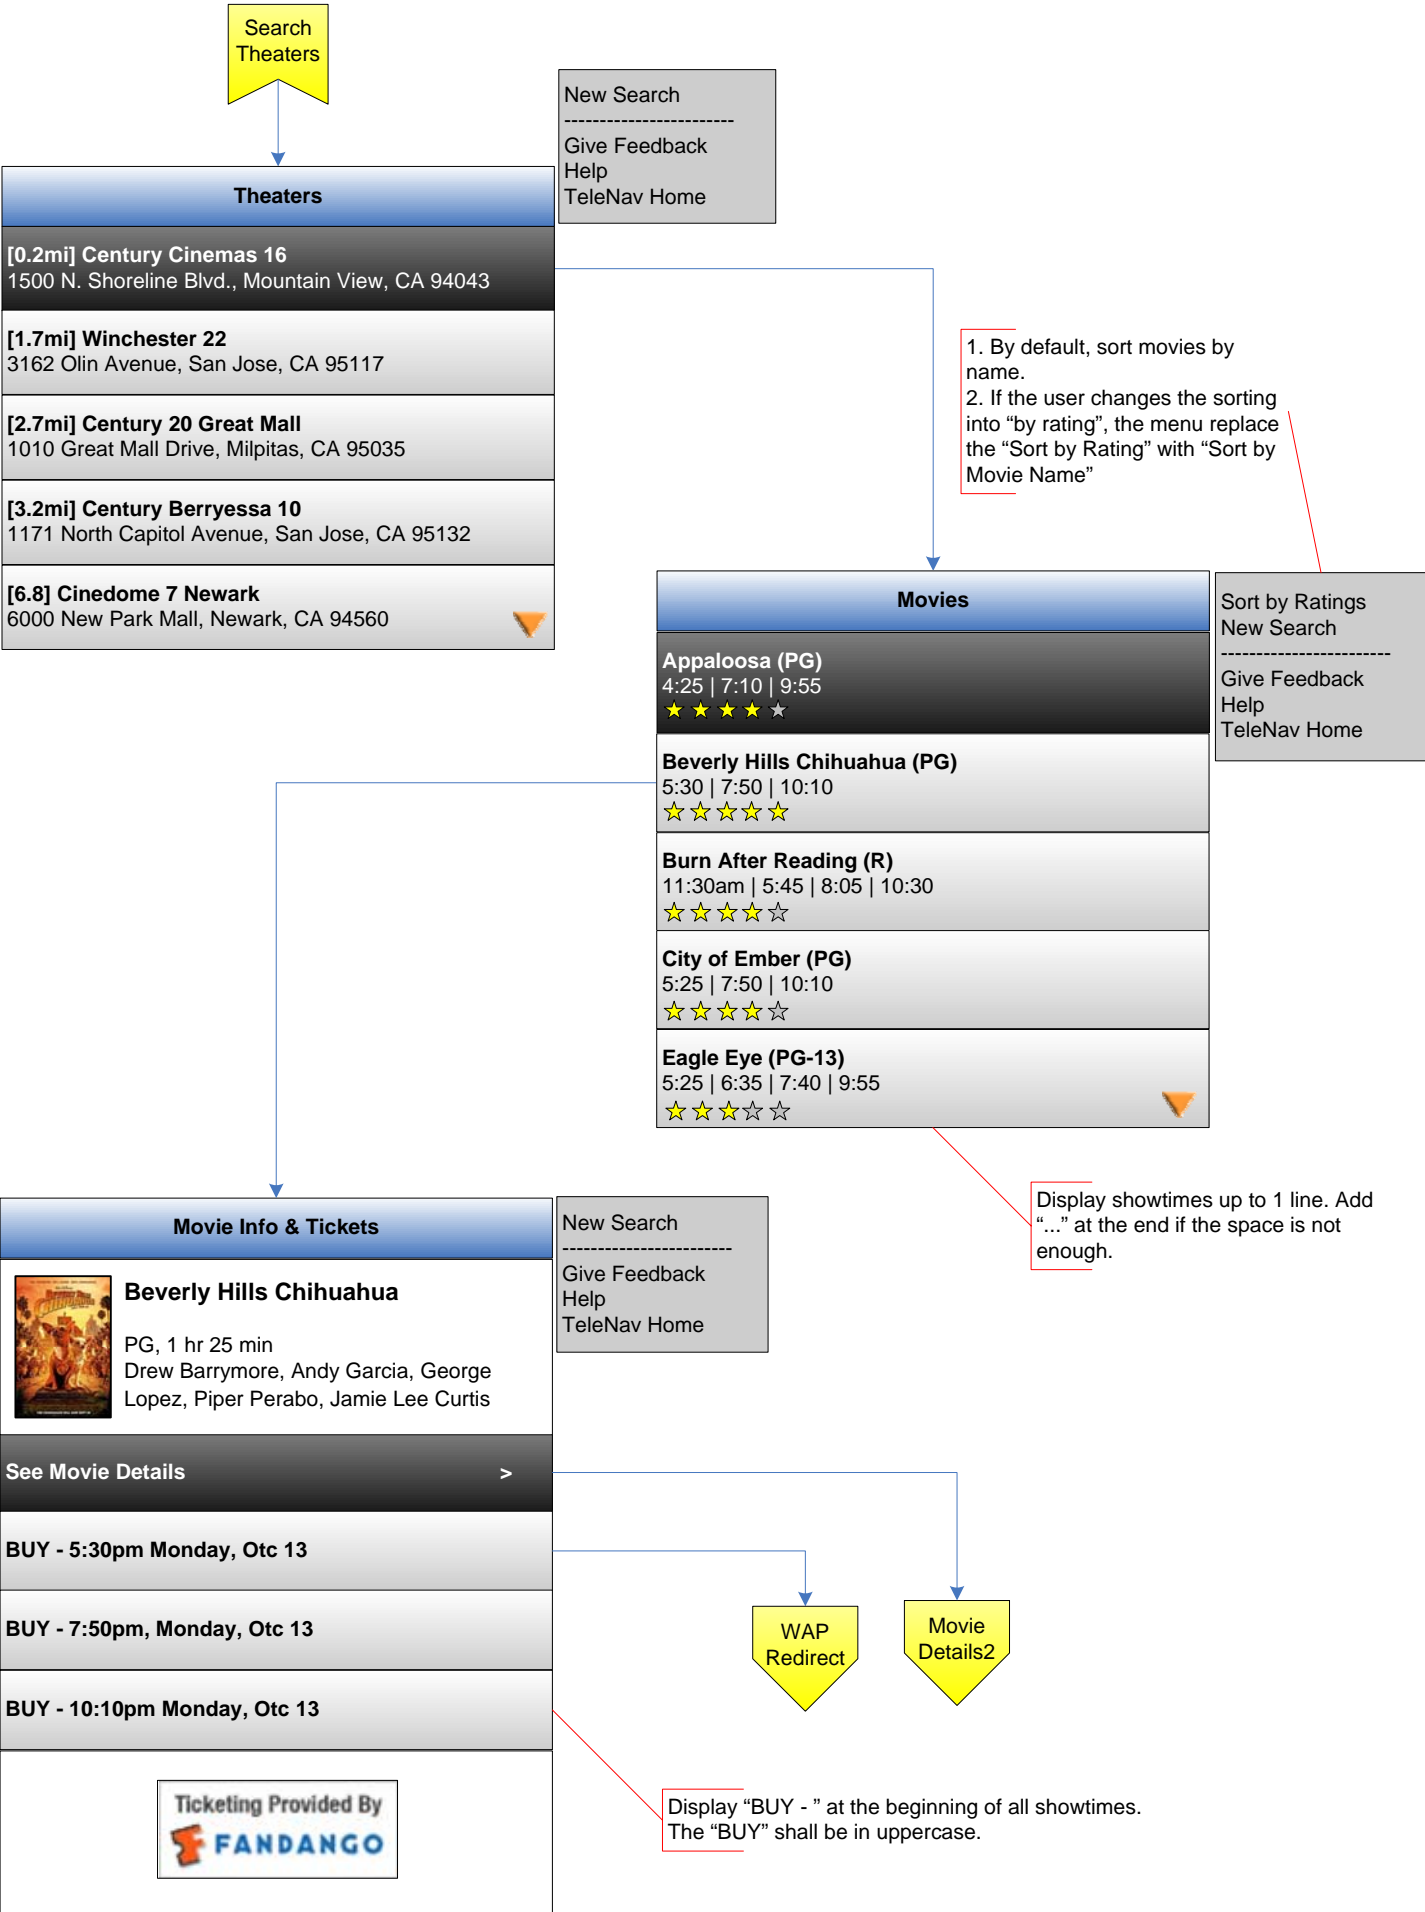 Search
Theaters
New Search
------------------------
Give Feedback
Help
TeleNav Home
Theaters
[0.2mi] Century Cinemas 16
1500 N. Shoreline Blvd., Mountain View, CA 94043
[1.7mi] Winchester 22
3162 Olin Avenue, San Jose, CA 95117
[2.7mi] Century 20 Great Mall
1010 Great Mall Drive, Milpitas, CA 95035
[3.2mi] Century Berryessa 10
1171 North Capitol Avenue, San Jose, CA 95132
[6.8] Cinedome 7 Newark
6000 New Park Mall, Newark, CA 94560
1. By default, sort movies by
name.
2. If the user changes the sorting
into “by rating”, the menu replace
the “Sort by Rating” with “Sort by
Movie Name”
Movies
Appaloosa (PG)
4:25 | 7:10 | 9:55
Beverly Hills Chihuahua (PG)
5:30 | 7:50 | 10:10
Burn After Reading (R)
11:30am | 5:45 | 8:05 | 10:30
City of Ember (PG)
5:25 | 7:50 | 10:10
Eagle Eye (PG-13)
5:25 | 6:35 | 7:40 | 9:55
Sort by Ratings
New Search
------------------------
Give Feedback
Help
TeleNav Home
Display showtimes up to 1 line. Add
“...” at the end if the space is not
enough.
Movie Info & Tickets
Beverly Hills Chihuahua
PG, 1 hr 25 min
Drew Barrymore, Andy Garcia, George
Lopez, Piper Perabo, Jamie Lee Curtis
See Movie Details >
BUY - 5:30pm Monday, Otc 13
BUY - 7:50pm, Monday, Otc 13
BUY - 10:10pm Monday, Otc 13
Ticketing Provided By
FANDANGO
New Search
------------------------
Give Feedback
Help
TeleNav Home
WAP
Redirect
Movie
Details2
Display “BUY - ” at the beginning of all showtimes.
The “BUY” shall be in uppercase.